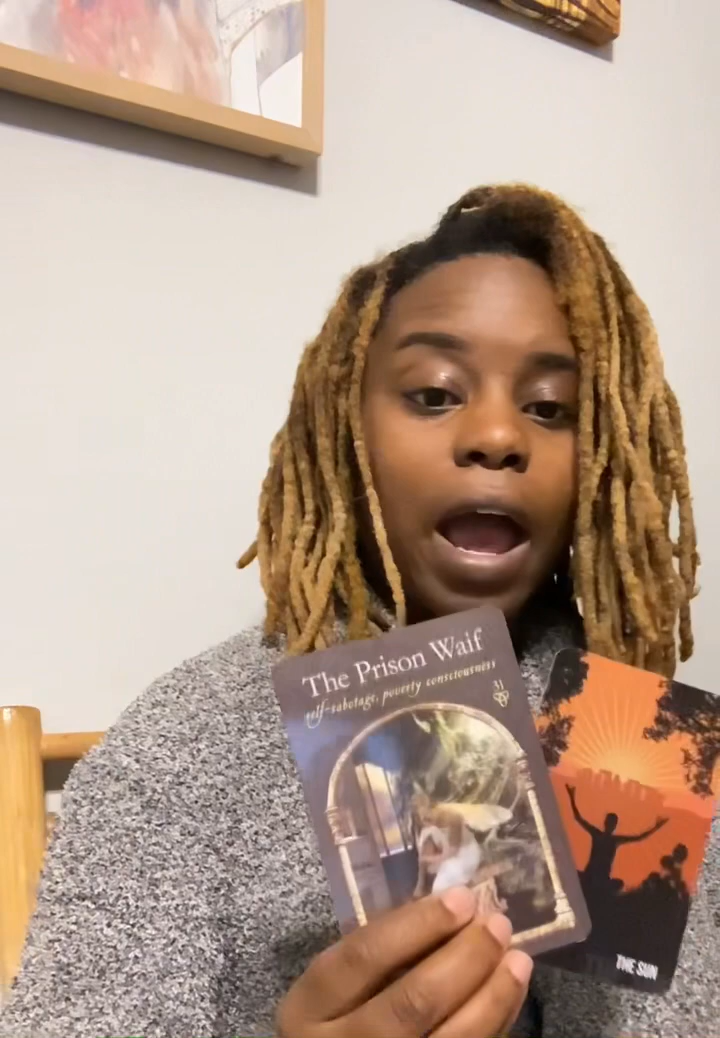 The Prison Waif
self-sabotage, poverty consciousness
31
THE SUN